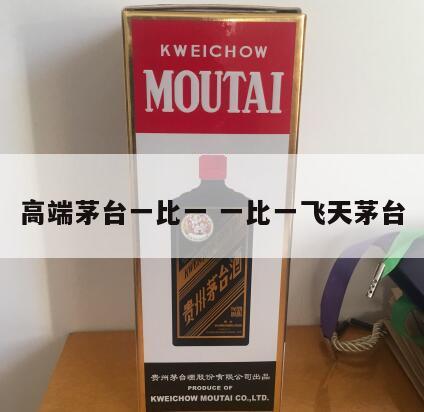 KWEICHOW
MOUTAI
高端茅台一比一 一比一飞天茅台
贵州茅台酒
贵州茅台酒股份有限公司出品
PRODUCE OF
KWEICHOW MOUTAI CO.,LTD.